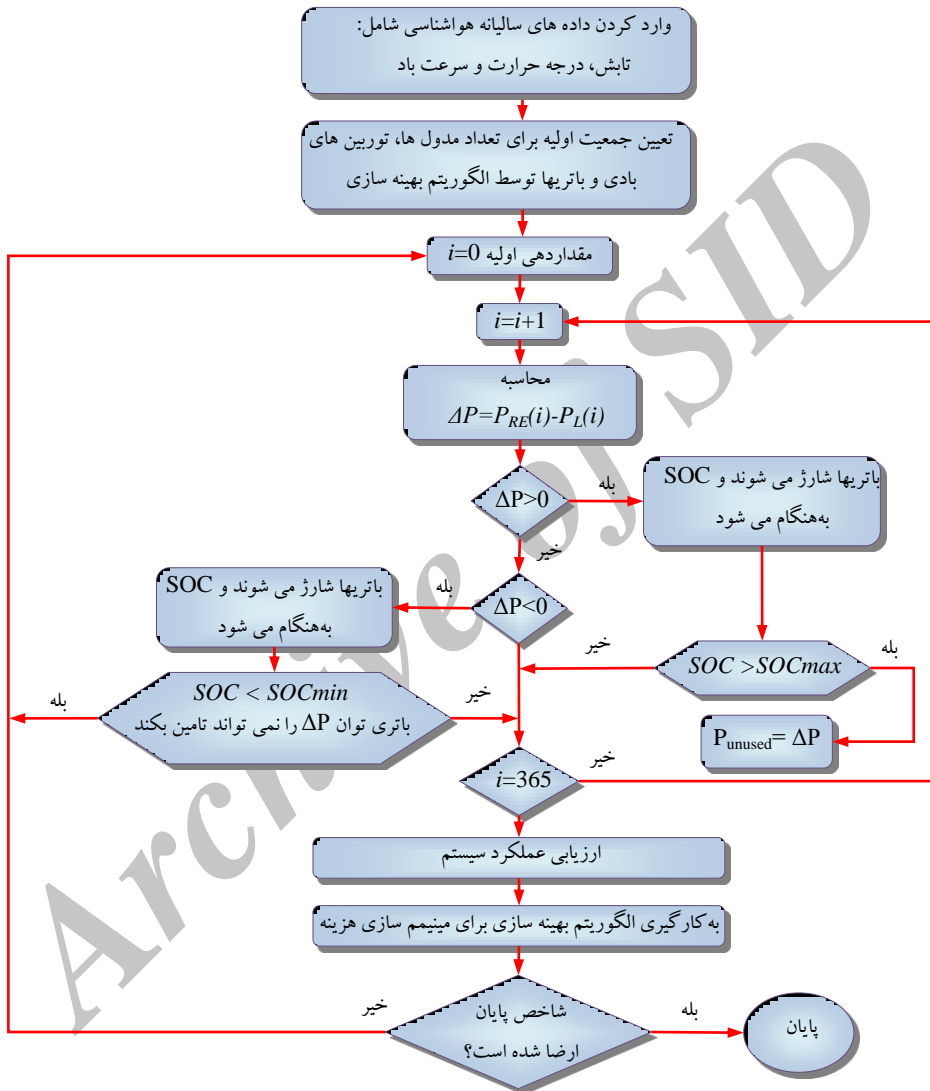 وارد کردن داده های سالیانه هواشناسی شامل:
تابش، درجه حرارت و سرعت باد
تعیین جمعیت اولیه برای تعداد مدول ها، توربین های
بادی و باتریها توسط الگوریتم بهینه سازی
مقداردهی اولیه i=0
i=i+1
محاسبه
ΔP=P_RE(i)-P_L(i)
ΔP>0
بله
باتریها شارژ می شوند و SOC
به‌هنگام می شود
خیر
ΔP<0
بله
باتریها شارژ می شوند و SOC
به‌هنگام می شود
SOC >SOCmax
بله
خیر
P_unused= ΔP
SOC < SOCmin
باتری توان ΔP را نمی تواند تامین بکند
بله
خیر
i=365
خیر
ارزیابی عملکرد سیستم
به‌کارگیری الگوریتم بهینه سازی برای مینیمم سازی هزینه
شاخص پایان
ارضا شده است؟
خیر
بله
پایان
Archive of SID